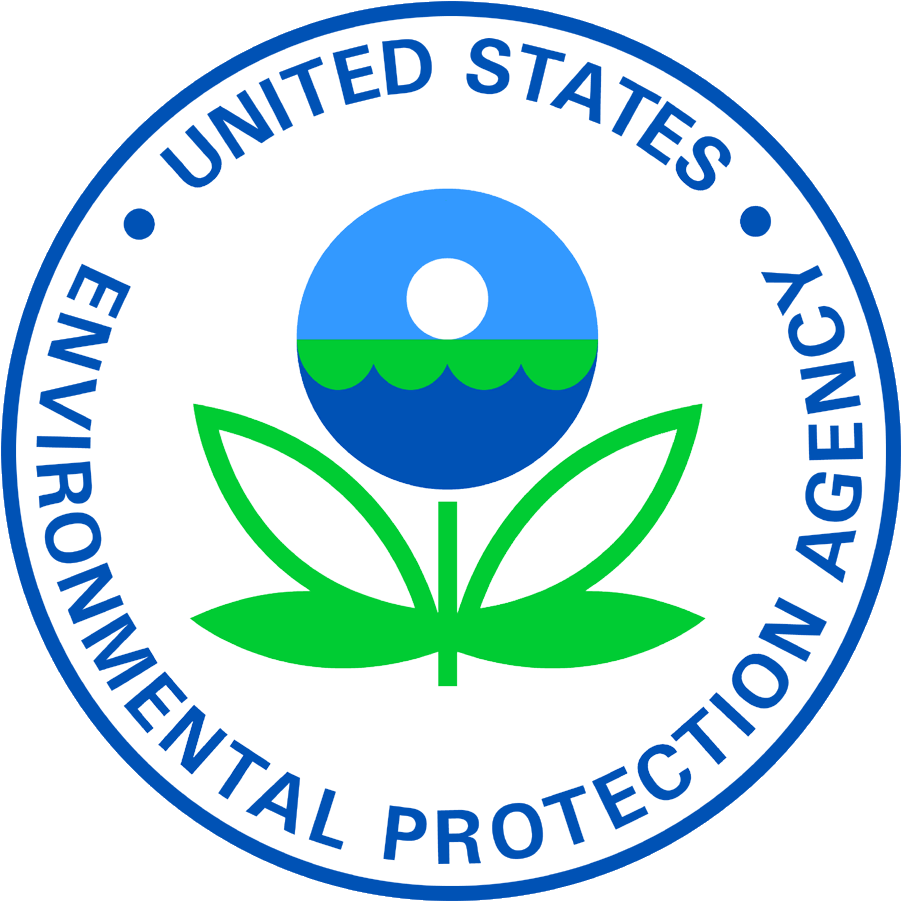 UNITED STATES
ENVIRONMENTAL PROTECTION AGENCY